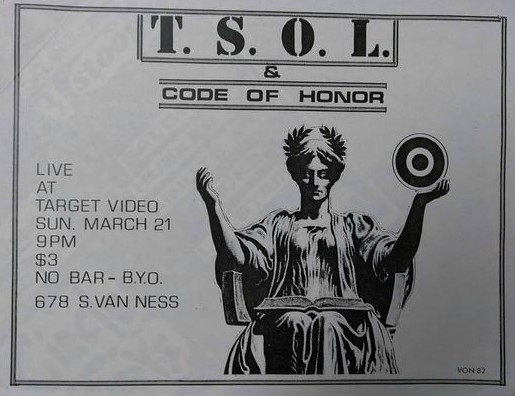 T. S. O. L.
&
CODE OF HONOR
LIVE
AT
TARGET VIDEO
SUN. MARCH 21
9PM
$3
NO BAR - B.Y.O.
678 S.VAN NESS
VON 82